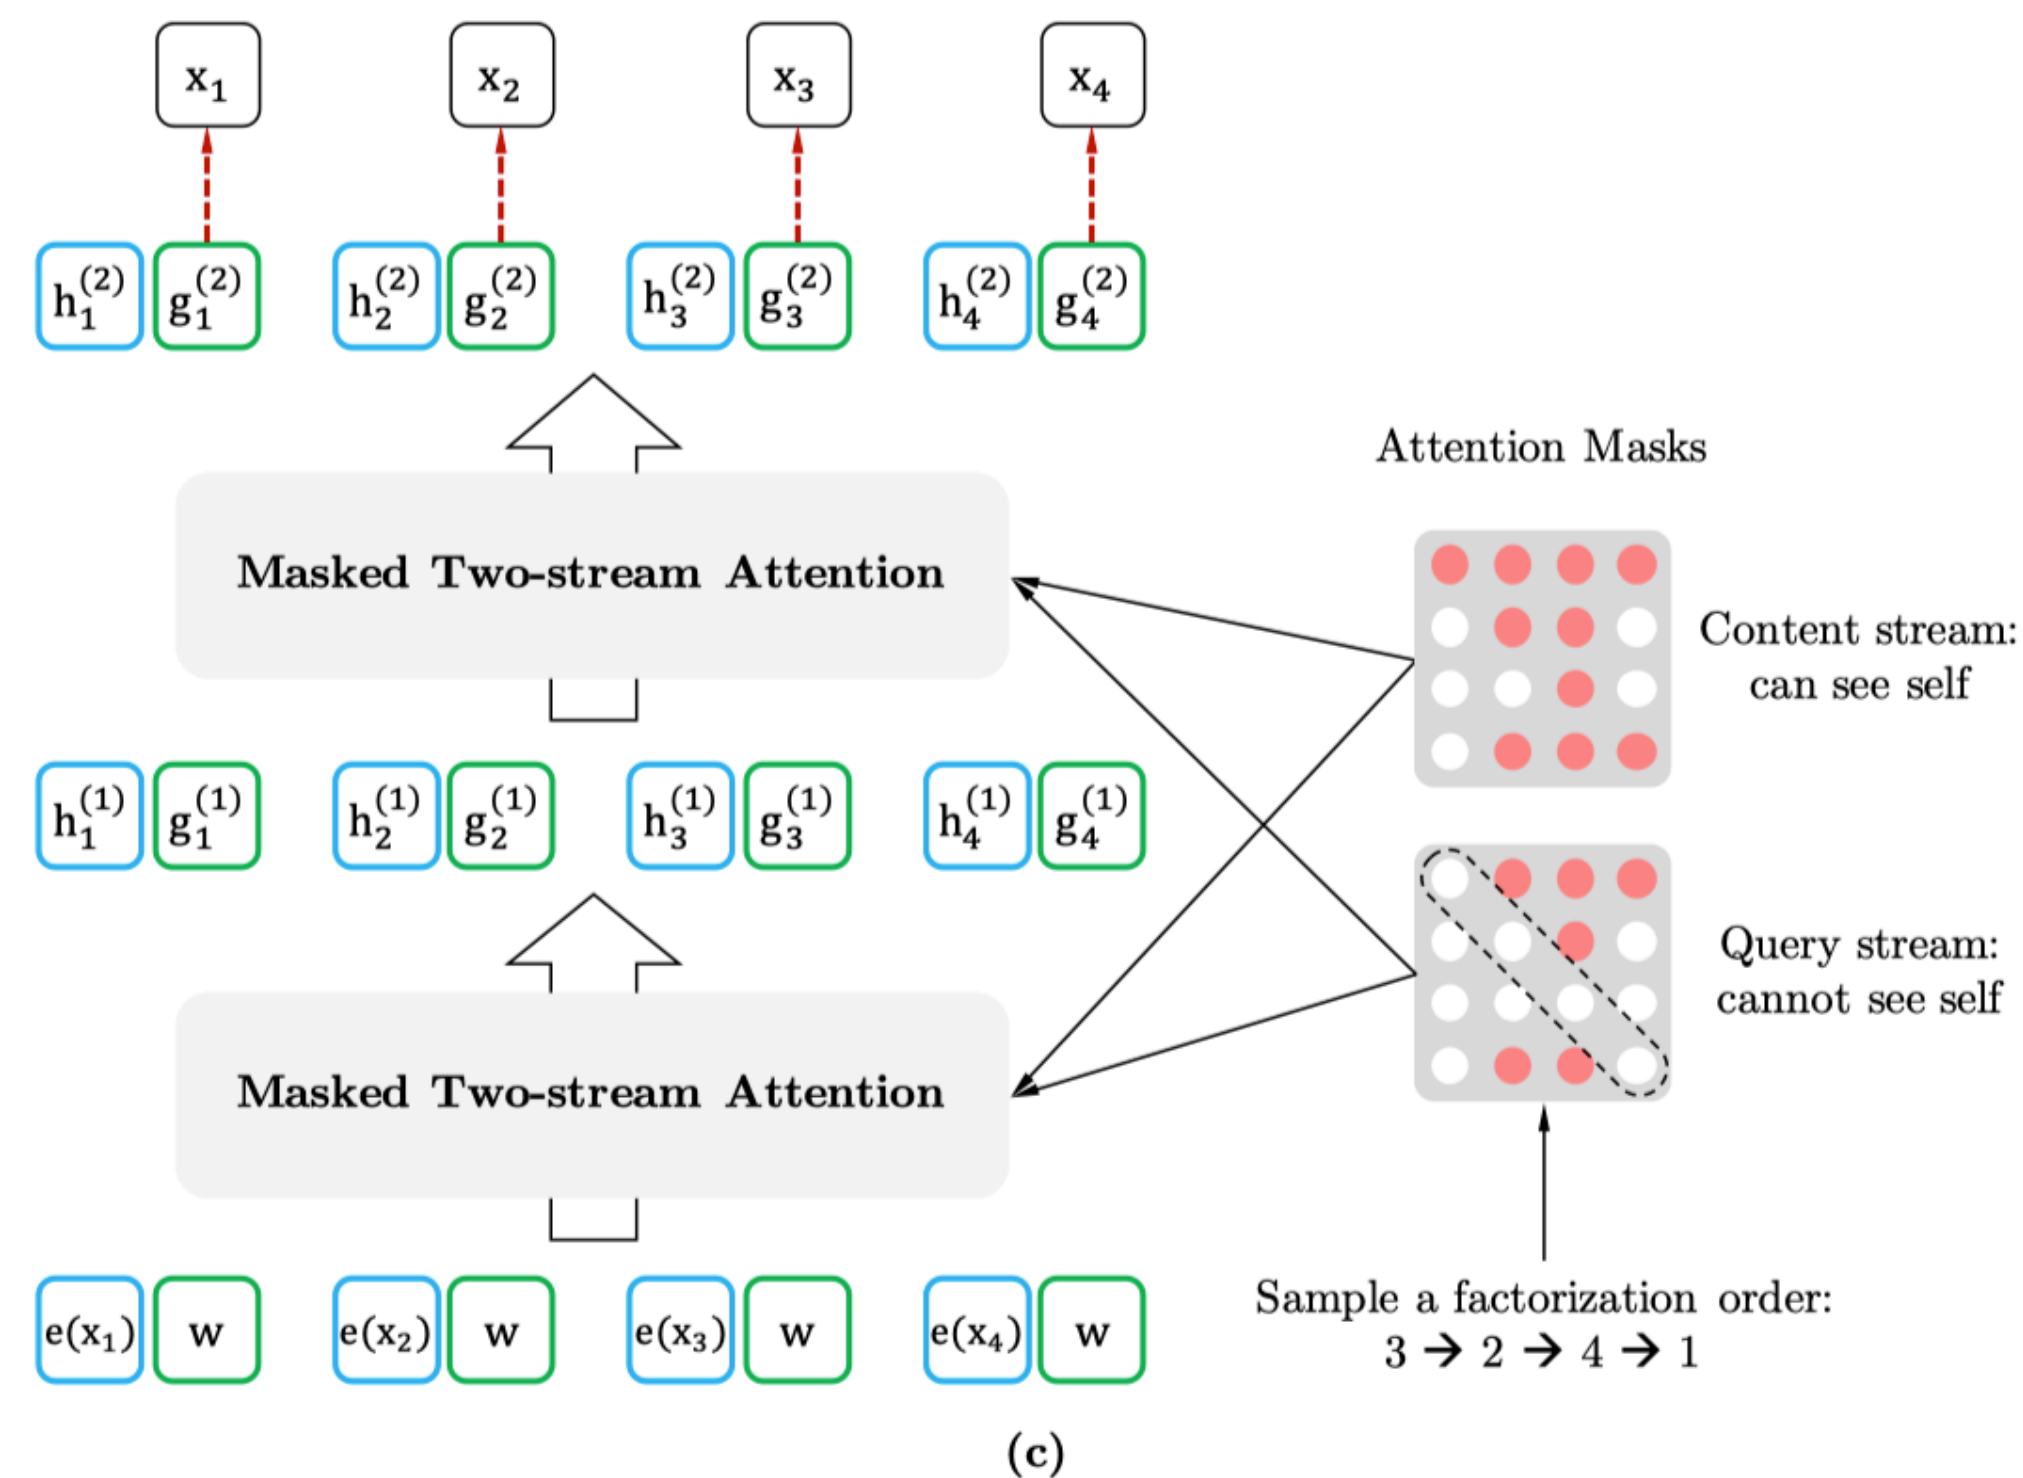 x₁ x₂ x₃ x₄
h₁⁽²⁾ g₁⁽²⁾ h₂⁽²⁾ g₂⁽²⁾ h₃⁽²⁾ g₃⁽²⁾ h₄⁽²⁾ g₄⁽²⁾
Attention Masks
Masked Two-stream Attention
Content stream:
can see self
h₁⁽¹⁾ g₁⁽¹⁾ h₂⁽¹⁾ g₂⁽¹⁾ h₃⁽¹⁾ g₃⁽¹⁾ h₄⁽¹⁾ g₄⁽¹⁾
Query stream:
cannot see self
Masked Two-stream Attention
Sample a factorization order:
3 → 2 → 4 → 1
e(x₁) w e(x₂) w e(x₃) w e(x₄) w
(c)